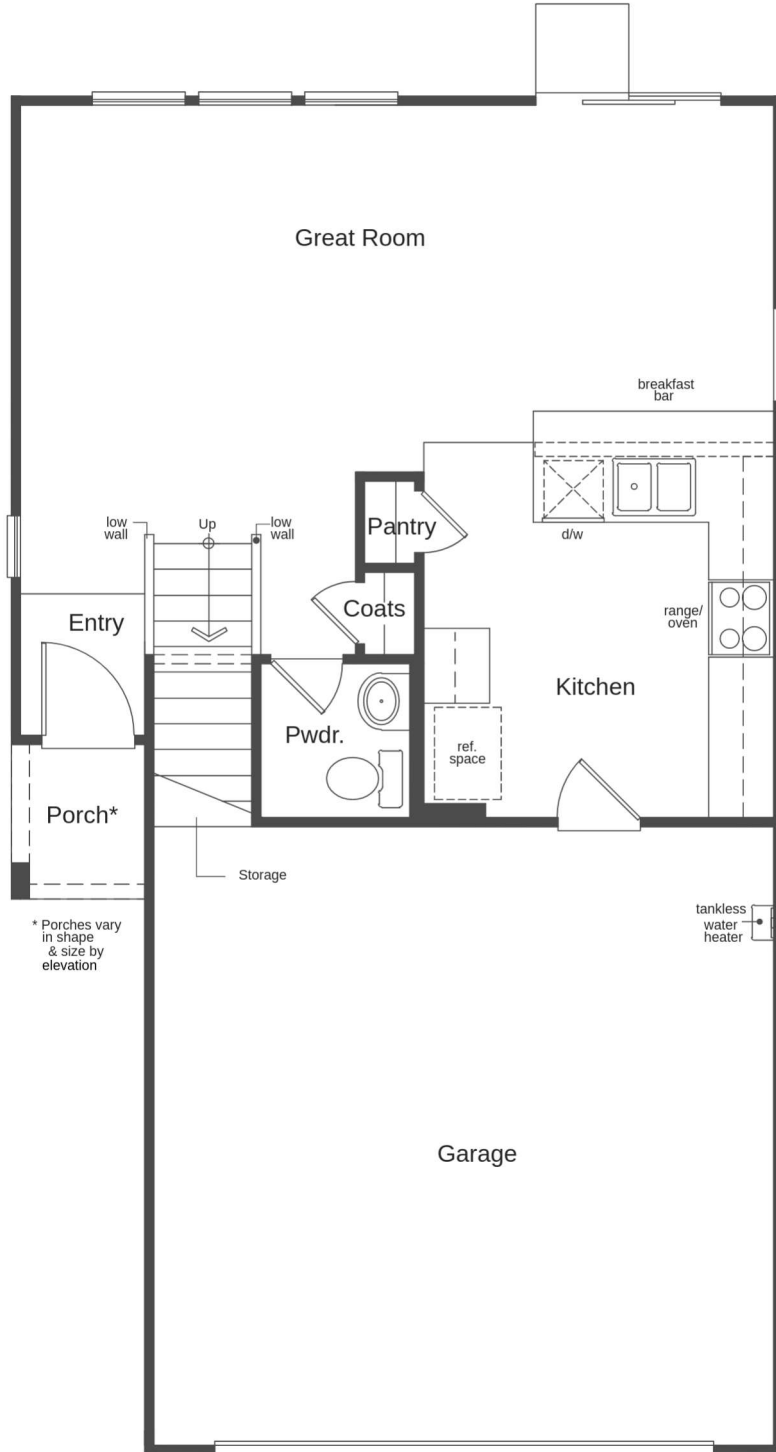 Great Room
breakfast
bar
low
wall
Up
low
wall
Pantry
d/w
Coats
Entry
range/
oven
Kitchen
Pwdr.
ref.
space
Porch*
Storage
* Porches vary
in shape
& size by
elevation
tankless
water
heater
Garage